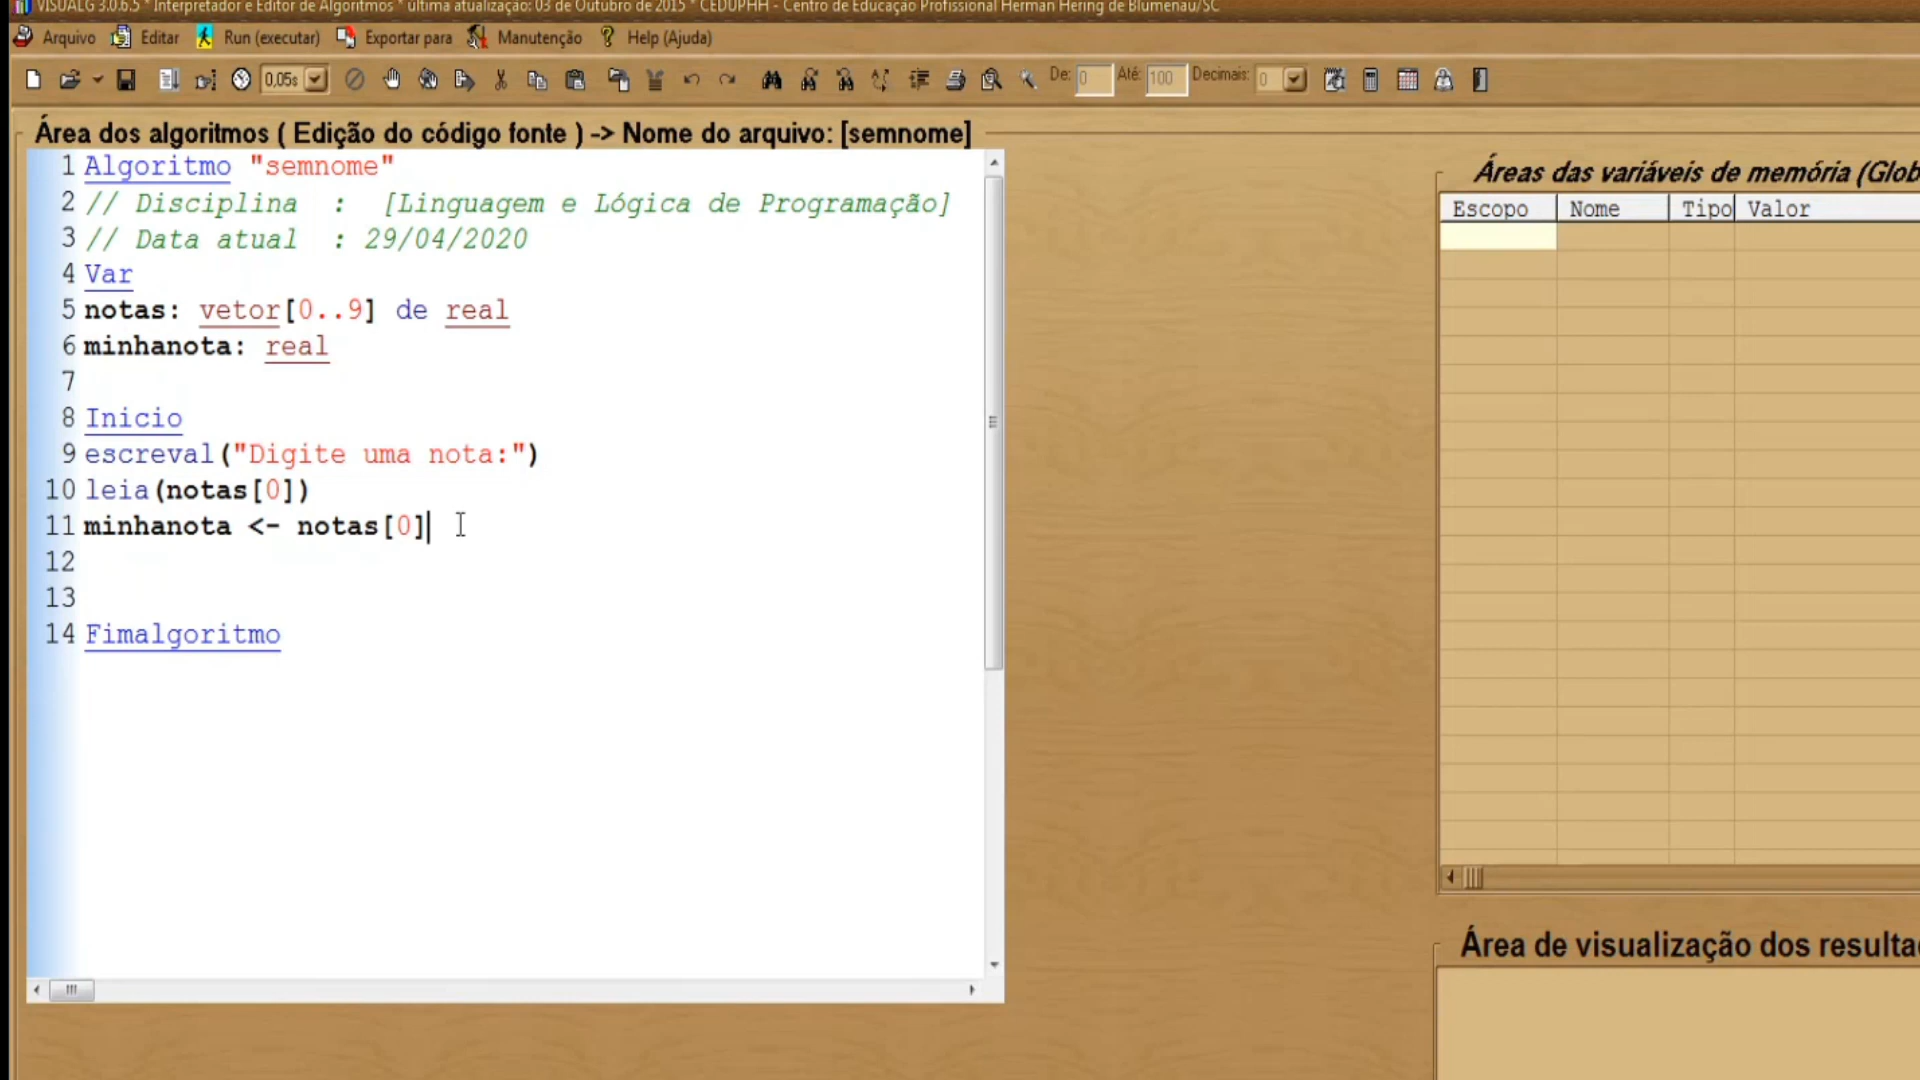 VISUALG 3.0.6.5 * Interpretador e Editor de Algoritmos * última atualização: 03 de Outubro de 2015 * CEDUPHH - Centro de Educação Profissional Herman Hering de Blumenau/SC
Arquivo Editar Run (executar) Exportar para Manutenção Help (Ajuda)
0,05s De: 0 Até: 100 Decimais: 0
Área dos algoritmos ( Edição do código fonte ) -> Nome do arquivo: [semnome]
1 Algoritmo "semnome"
2 // Disciplina : [Linguagem e Lógica de Programação]
3 // Data atual : 29/04/2020
4 Var
5 notas: vetor[0..9] de real
6 minhanota: real
7
8 Inicio
9 escreval("Digite uma nota:")
10 leia(notas[0])
11 minhanota <- notas[0]
12
13
14 Fimalgoritmo
Áreas das variáveis de memória (Glob
Escopo Nome Tipo Valor
Área de visualização dos resulta